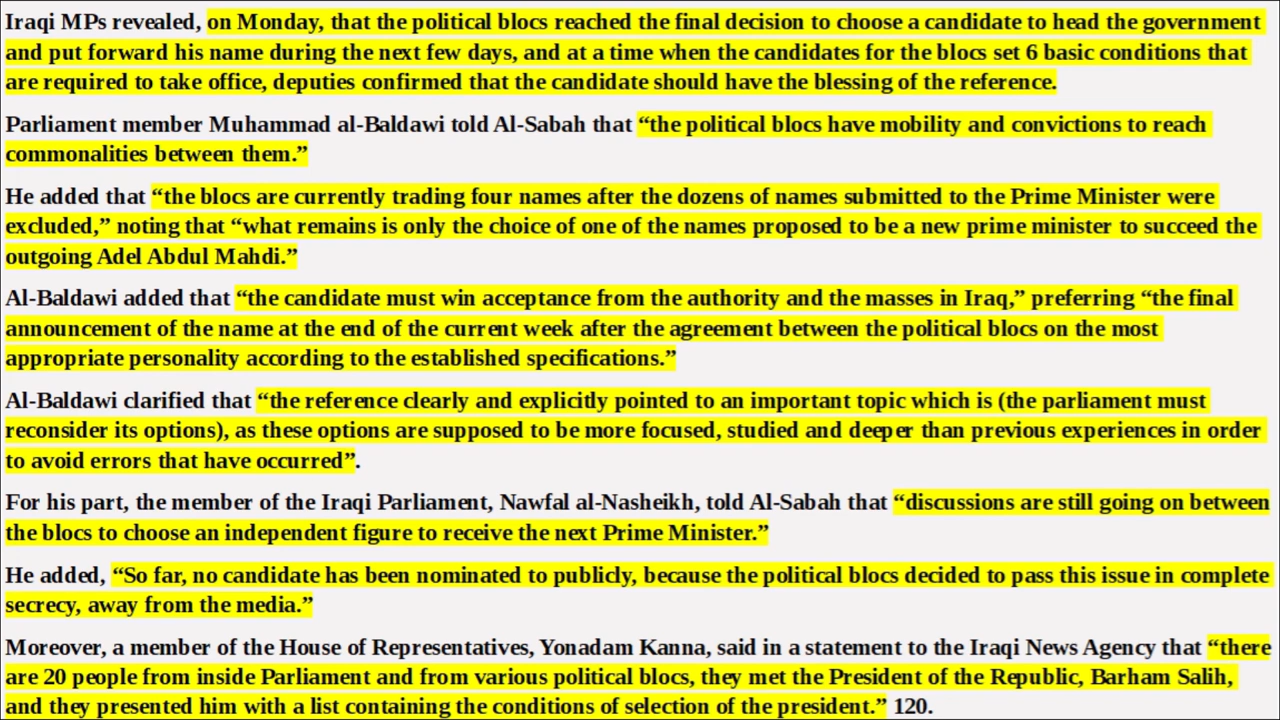 Iraqi MPs revealed, on Monday, that the political blocs reached the final decision to choose a candidate to head the government
and put forward his name during the next few days, and at a time when the candidates for the blocs set 6 basic conditions that
are required to take office, deputies confirmed that the candidate should have the blessing of the reference.
Parliament member Muhammad al-Baldawi told Al-Sabah that “the political blocs have mobility and convictions to reach
commonalities between them.”
He added that “the blocs are currently trading four names after the dozens of names submitted to the Prime Minister were
excluded,” noting that “what remains is only the choice of one of the names proposed to be a new prime minister to succeed the
outgoing Adel Abdul Mahdi.”
Al-Baldawi added that “the candidate must win acceptance from the authority and the masses in Iraq,” preferring “the final
announcement of the name at the end of the current week after the agreement between the political blocs on the most
appropriate personality according to the established specifications.”
Al-Baldawi clarified that “the reference clearly and explicitly pointed to an important topic which is (the parliament must
reconsider its options), as these options are supposed to be more focused, studied and deeper than previous experiences in order
to avoid errors that have occurred”.
For his part, the member of the Iraqi Parliament, Nawfal al-Nasheikh, told Al-Sabah that “discussions are still going on between
the blocs to choose an independent figure to receive the next Prime Minister.”
He added, “So far, no candidate has been nominated to publicly, because the political blocs decided to pass this issue in complete
secrecy, away from the media.”
Moreover, a member of the House of Representatives, Yonadam Kanna, said in a statement to the Iraqi News Agency that “there
are 20 people from inside Parliament and from various political blocs, they met the President of the Republic, Barham Salih,
and they presented him with a list containing the conditions of selection of the president.” 120.